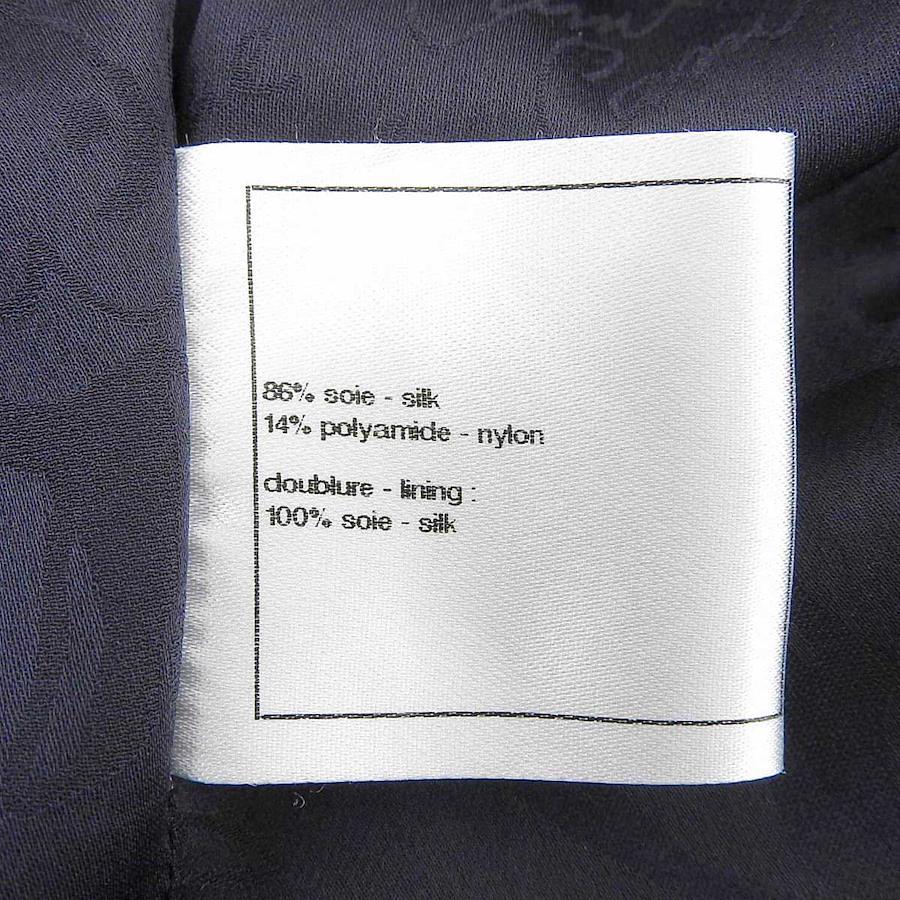 86% soie - silk
14% polyamide - nylon
doublure - lining :
100% soie - silk